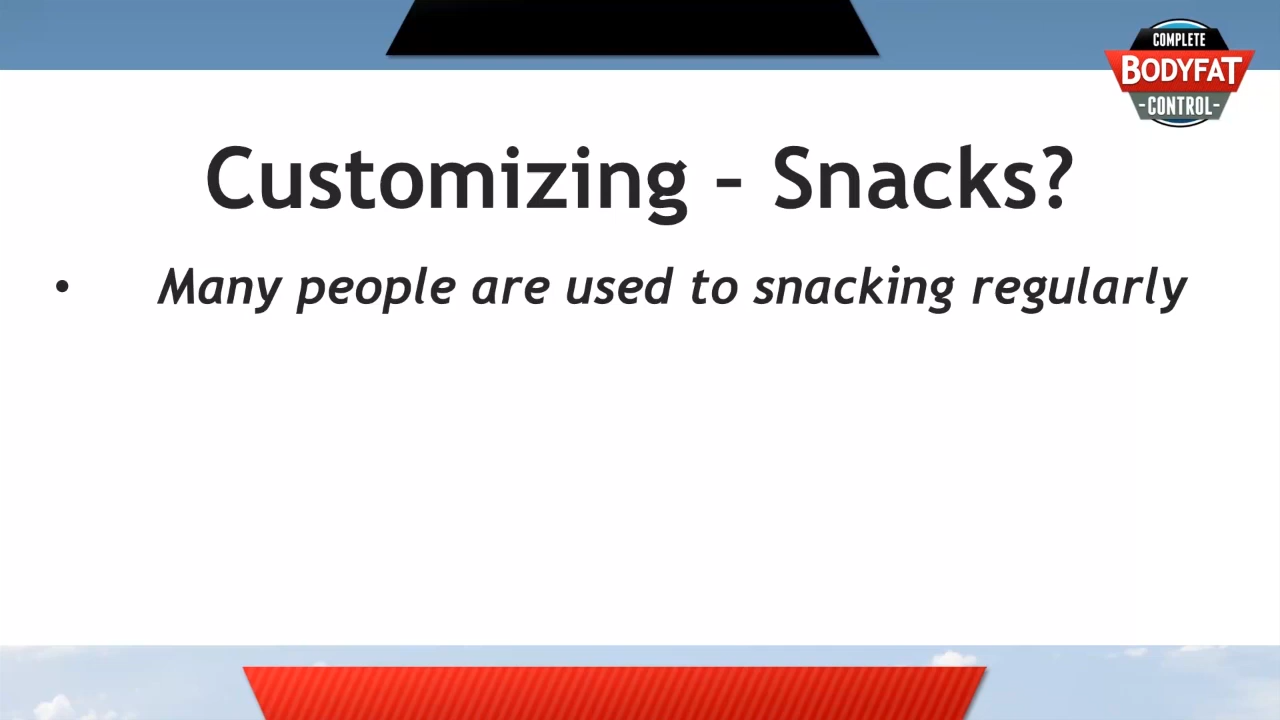 COMPLETE
BODYFAT
-CONTROL-
Customizing – Snacks?
• Many people are used to snacking regularly